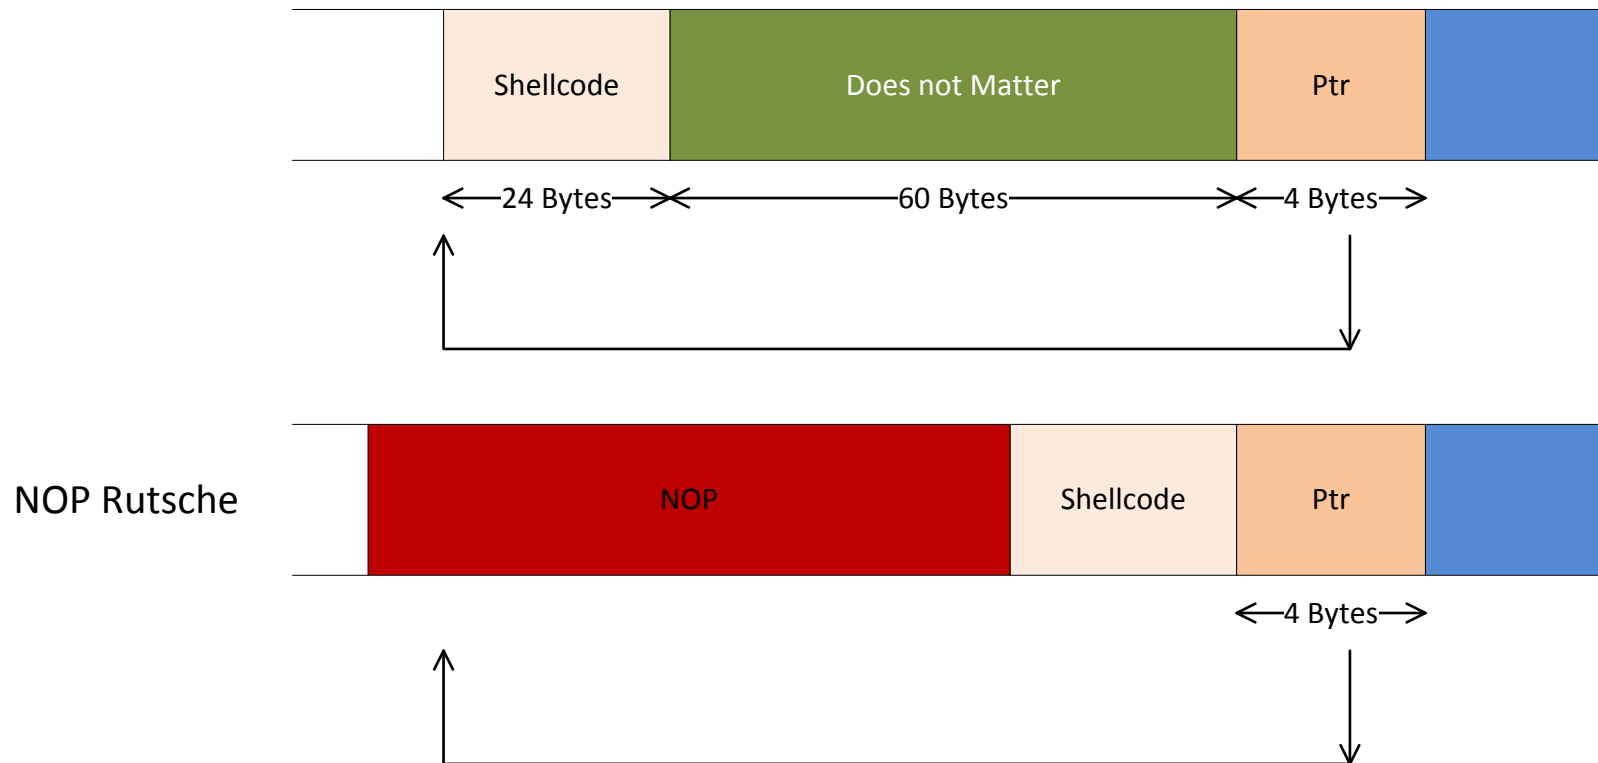 Shellcode
Does not Matter
Ptr
24 Bytes
60 Bytes
4 Bytes
NOP Rutsche
NOP
Shellcode
Ptr
4 Bytes